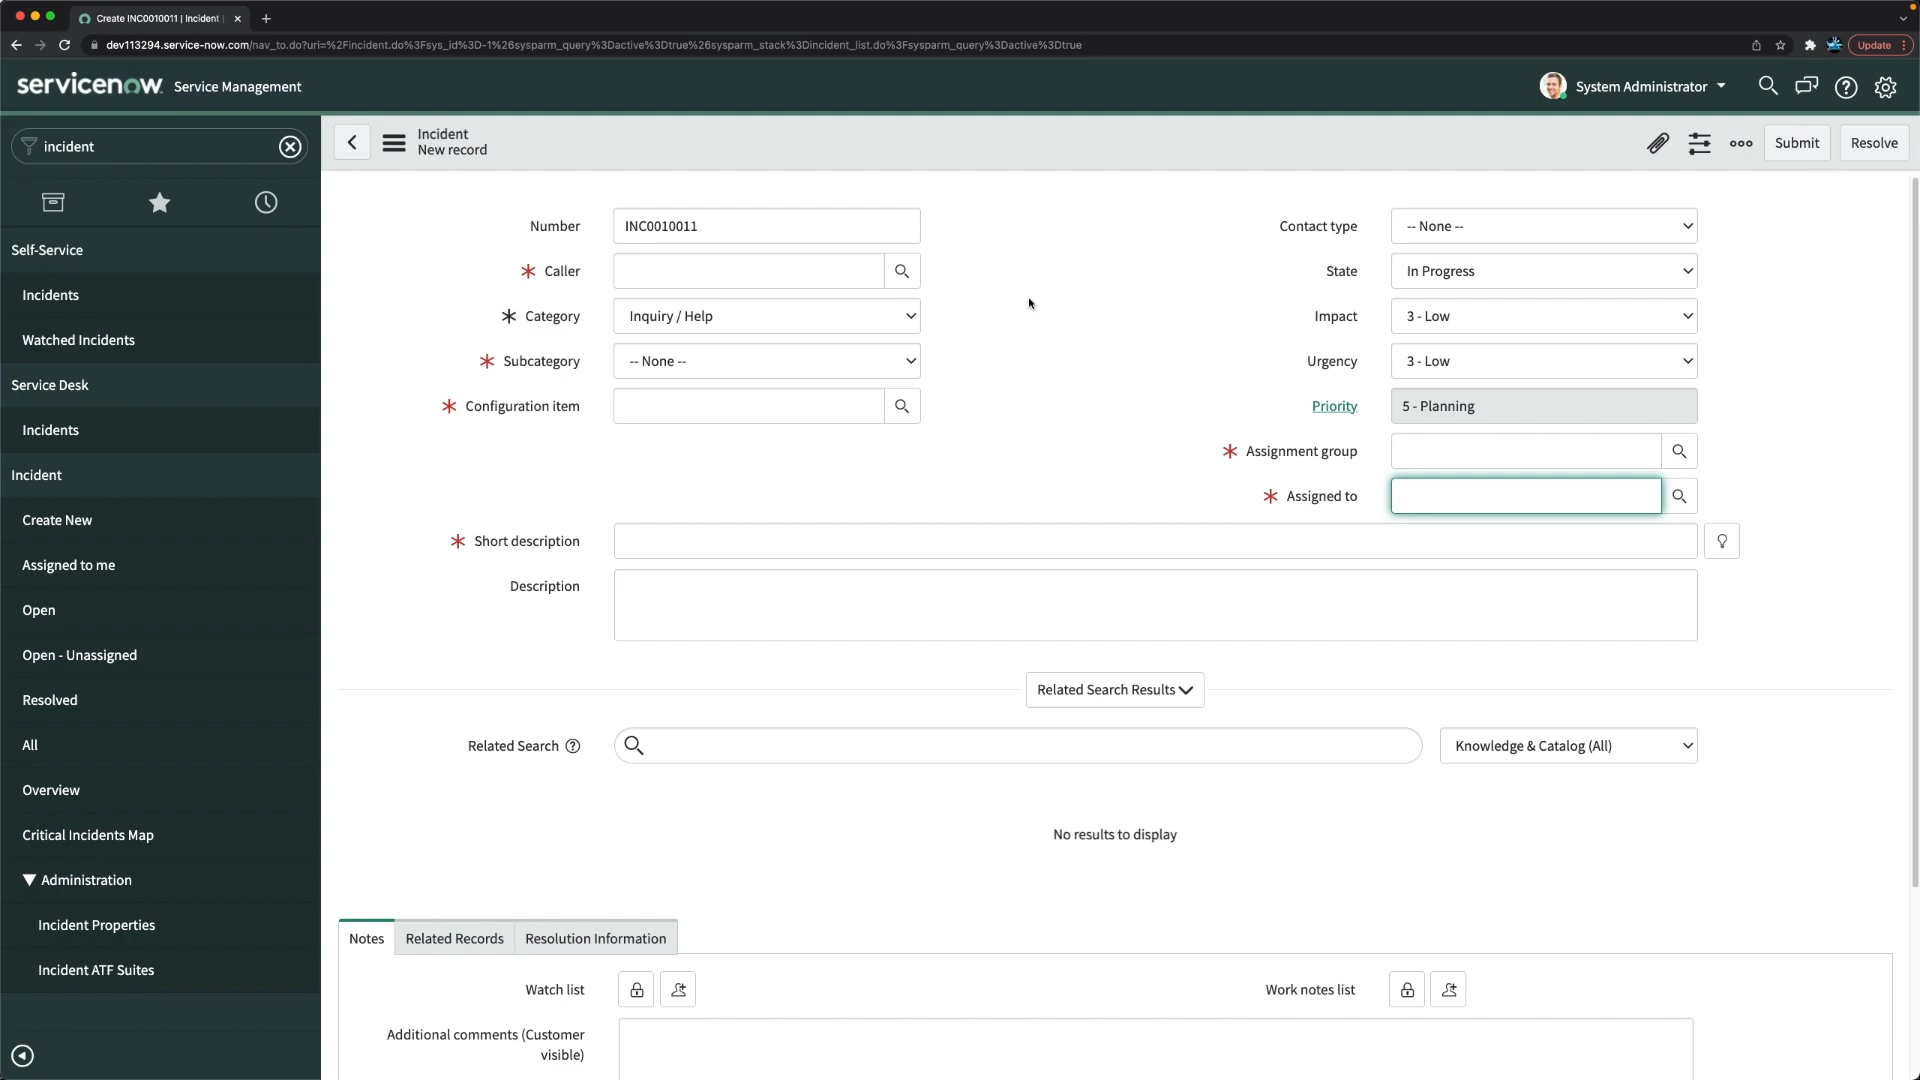 Create INC0010011 | Incident
dev113294.service-now.com/nav_to.do?uri=%2Fincident.do%3Fsys_id%3D-1%26sysparm_query%3Dactive%3Dtrue%26sysparm_stack%3Dincident_list.do%3Fsysparm_query%3Dactive%3Dtrue
Update
servicenow Service Management
System Administrator
incident
Incident
New record
Submit
Resolve
Self-Service
Incidents
Watched Incidents
Service Desk
Incidents
Incident
Create New
Assigned to me
Open
Open - Unassigned
Resolved
All
Overview
Critical Incidents Map
Administration
Incident Properties
Incident ATF Suites
Number INC0010011
Caller
Category Inquiry / Help
Subcategory -- None --
Configuration item
Contact type -- None --
State In Progress
Impact 3 - Low
Urgency 3 - Low
Priority 5 - Planning
Assignment group
Assigned to
Short description
Description
Related Search Results
Related Search Knowledge & Catalog (All)
No results to display
Notes Related Records Resolution Information
Watch list
Work notes list
Additional comments (Customer
visible)